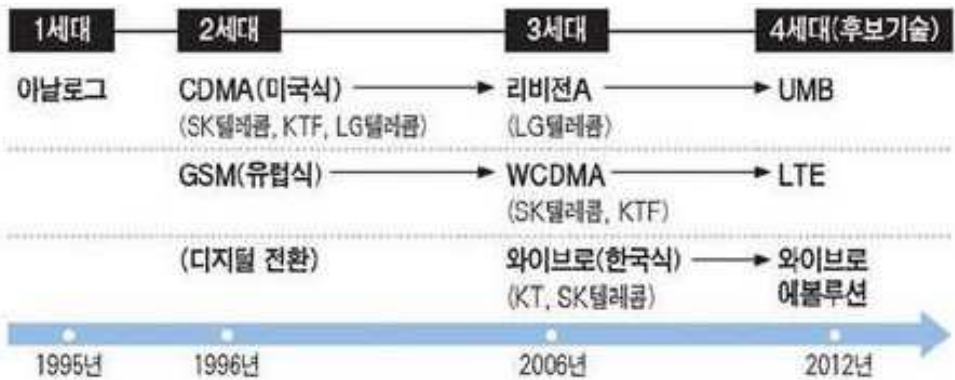 1세대 2세대 3세대 4세대(후보기술)
아날로그 CDMA(미국식) 리비전A UMB
(SK텔레콤, KTF, LG텔레콤) (LG텔레콤)
GSM(유럽식) WCDMA LTE
(SK텔레콤, KTF)
(디지털 전환) 와이브로(한국식) 와이브로
(KT, SK텔레콤) 에볼루션
1995년 1996년 2006년 2012년